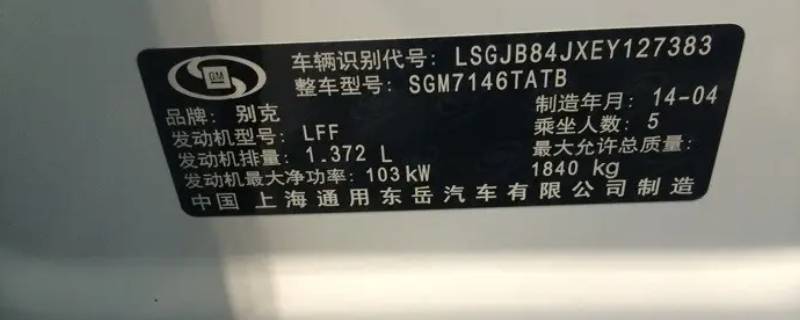 GM
车辆识别代号: LSGJB84JXEY127383
整车型号: SGM7146TATB
品牌: 别克
制造年月: 14-04
发动机型号: LFF
乘坐人数: 5
发动机排量: 1.372 L
最大允许总质量:
发动机最大净功率: 103kW
1840 kg
中国 上海通用东岳汽车有限公司制造